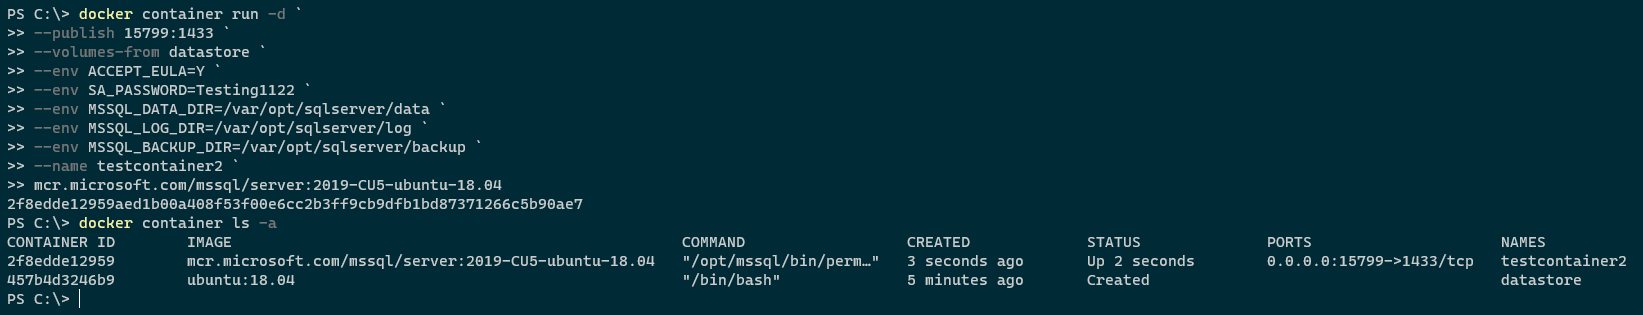 PS C:\> docker container run -d `
>> --publish 15799:1433 `
>> --volumes-from datastore `
>> --env ACCEPT_EULA=Y `
>> --env SA_PASSWORD=Testing1122 `
>> --env MSSQL_DATA_DIR=/var/opt/sqlserver/data `
>> --env MSSQL_LOG_DIR=/var/opt/sqlserver/log `
>> --env MSSQL_BACKUP_DIR=/var/opt/sqlserver/backup `
>> --name testcontainer2 `
>> mcr.microsoft.com/mssql/server:2019-CU5-ubuntu-18.04
2f8edde12959aed1b00a408f53f00e6cc2b3ff9cb9dfb1bd87371266c5b90ae7
PS C:\> docker container ls -a
CONTAINER ID        IMAGE                                                  COMMAND                  CREATED             STATUS              PORTS                     NAMES
2f8edde12959        mcr.microsoft.com/mssql/server:2019-CU5-ubuntu-18.04   "/opt/mssql/bin/perm…"   3 seconds ago       Up 2 seconds        0.0.0.0:15799->1433/tcp   testcontainer2
457b4d3246b9        ubuntu:18.04                                           "/bin/bash"              5 minutes ago       Created                                       datastore
PS C:\>